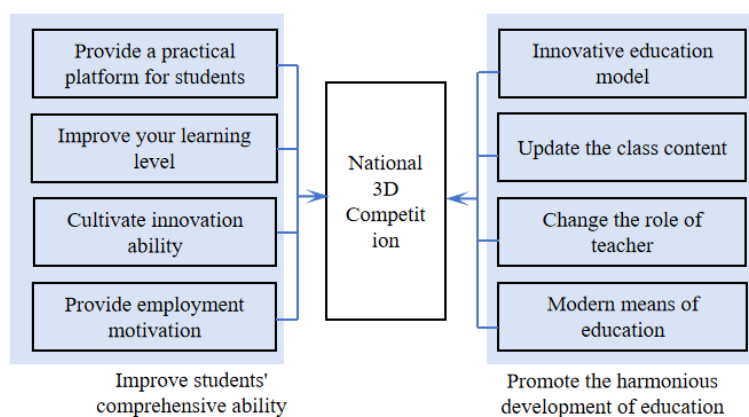 Provide a practical
platform for students
Improve your learning
level
Cultivate innovation
ability
Provide employment
motivation
Improve students'
comprehensive ability
National
3D
Competit
ion
Innovative education
model
Update the class content
Change the role of
teacher
Modern means of
education
Promote the harmonious
development of education